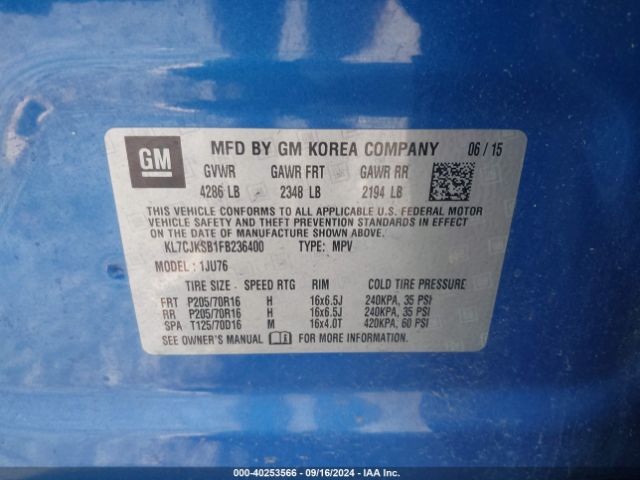 GM MFD BY GM KOREA COMPANY 06 / 15
GVWR GAWR FRT GAWR RR
4286 LB 2348 LB 2194 LB
THIS VEHICLE CONFORMS TO ALL APPLICABLE U.S. FEDERAL MOTOR
VEHICLE SAFETY AND THEFT PREVENTION STANDARDS IN EFFECT
ON THE DATE OF MANUFACTURE SHOWN ABOVE.
KL7CJKSB1FB236400 TYPE: MPV
MODEL : 1JU76
TIRE SIZE SPEED RTG RIM COLD TIRE PRESSURE
FRT P205/70R16 H 16x6.5J 240KPA, 35 PSI
RR P205/70R16 H 16x6.5J 240KPA, 35 PSI
SPA T125/70D16 M 16x4.0T 420KPA, 60 PSI
SEE OWNER'S MANUAL FOR MORE INFORMATION.
000-40253566 - 09/16/2024 - IAA Inc.